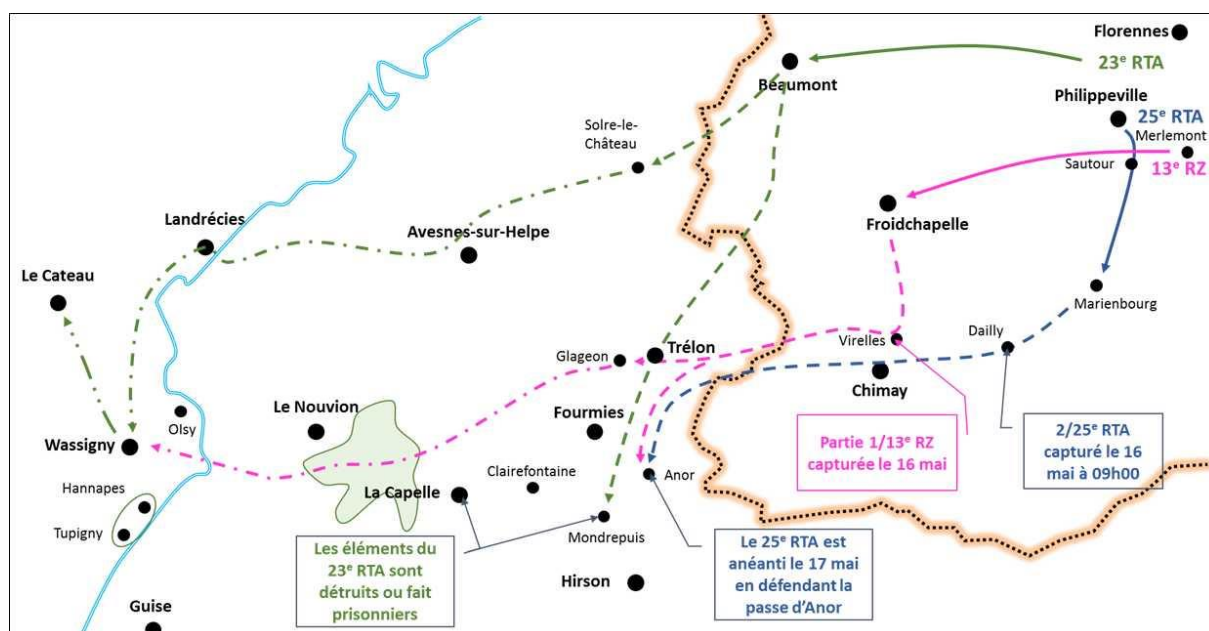 Florennes
23e RTA
Beaumont
Philippeville
25e RTA
Merlemont
Solre-le-
Château
Sautour
13e RZ
Landrécies
Froidchapelle
Avesnes-sur-Helpe
Le Cateau
Marienbourg
Dailly
Trélon
Virelles
Glageon
Chimay
Le Nouvion
Olsy
Fourmies
Wassigny
Partie 1/13e RZ
capturée le 16 mai
2/25e RTA
capturé le 16
mai à 09h00
Clairefontaine
Anor
Hannapes
La Capelle
Tupigny
Mondrepuis
Les éléments du
23e RTA sont
détruits ou fait
prisonniers
Le 25e RTA est
anéanti le 17 mai
en défendant la
passe d'Anor
Hirson
Guise